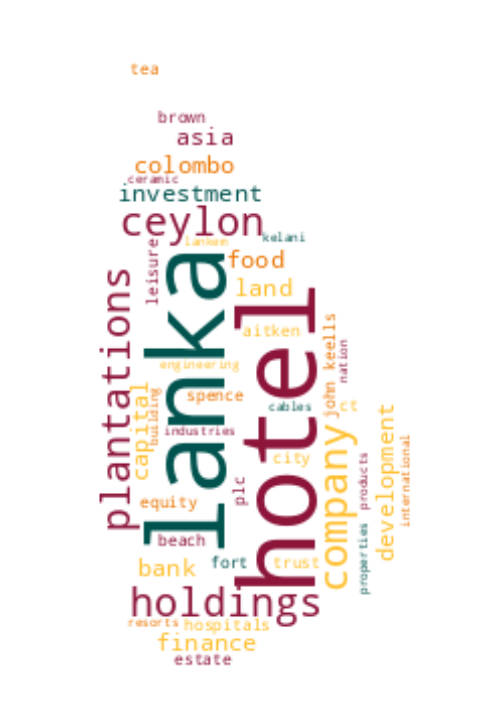 tea
brown
asia
colombo
ceramic
investment
ceylon
kelani
lankem
leisure
food
lanka
land
hotel
plantations
aitken
john keells
nation
engineering
capital
building
spence
cables
ct
industries
company
development
city
international
products
plc
equity
properties
beach
fort
trust
bank
holdings
resorts
hospitals
finance
estate